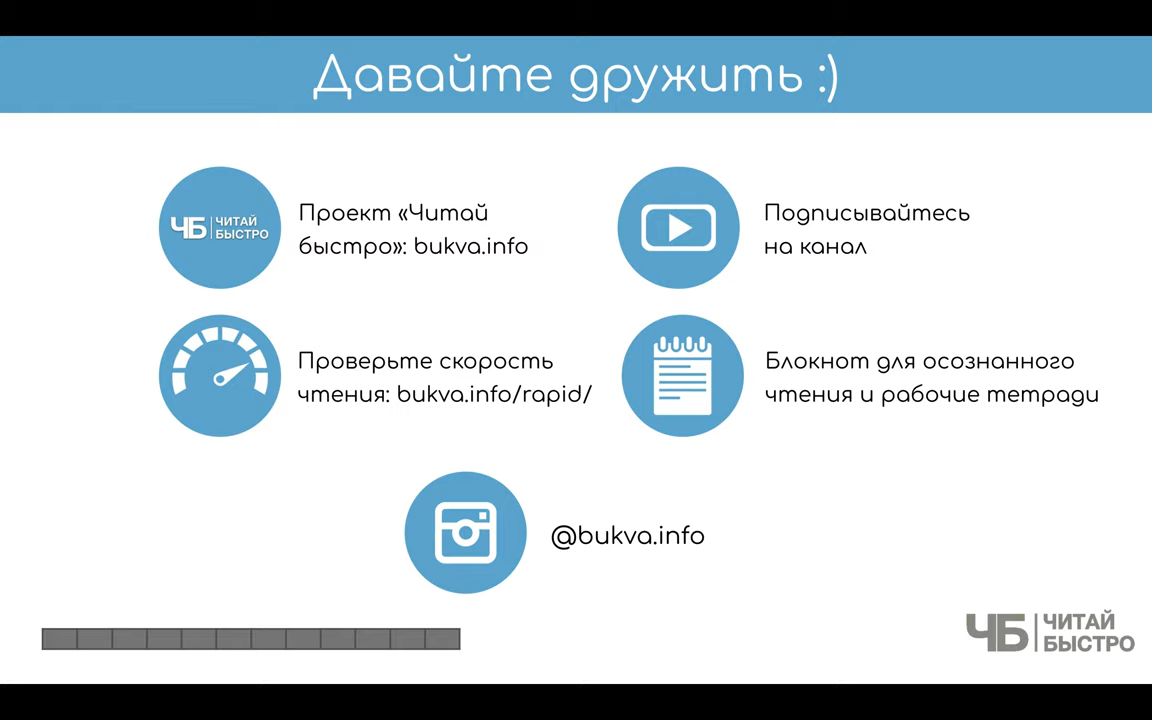 Давайте дружить :)
ЧБ ЧИТАЙ
БЫСТРО
Проект «Читай
быстро»: bukva.info
Подписывайтесь
на канал
Проверьте скорость
чтения: bukva.info/rapid/
Блокнот для осознанного
чтения и рабочие тетради
@bukva.info
ЧБ ЧИТАЙ
БЫСТРО